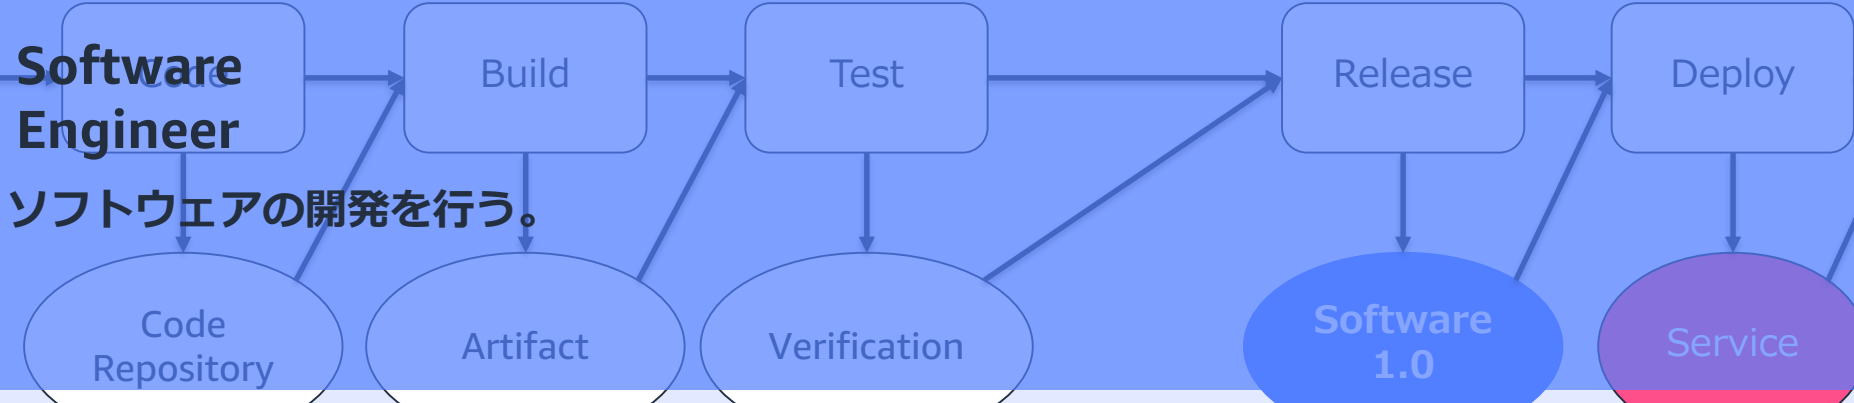 Software
Engineer
ソフトウェアの開発を行う。
Code
Build
Test
Release
Deploy
Code
Repository
Artifact
Verification
Software
1.0
Service